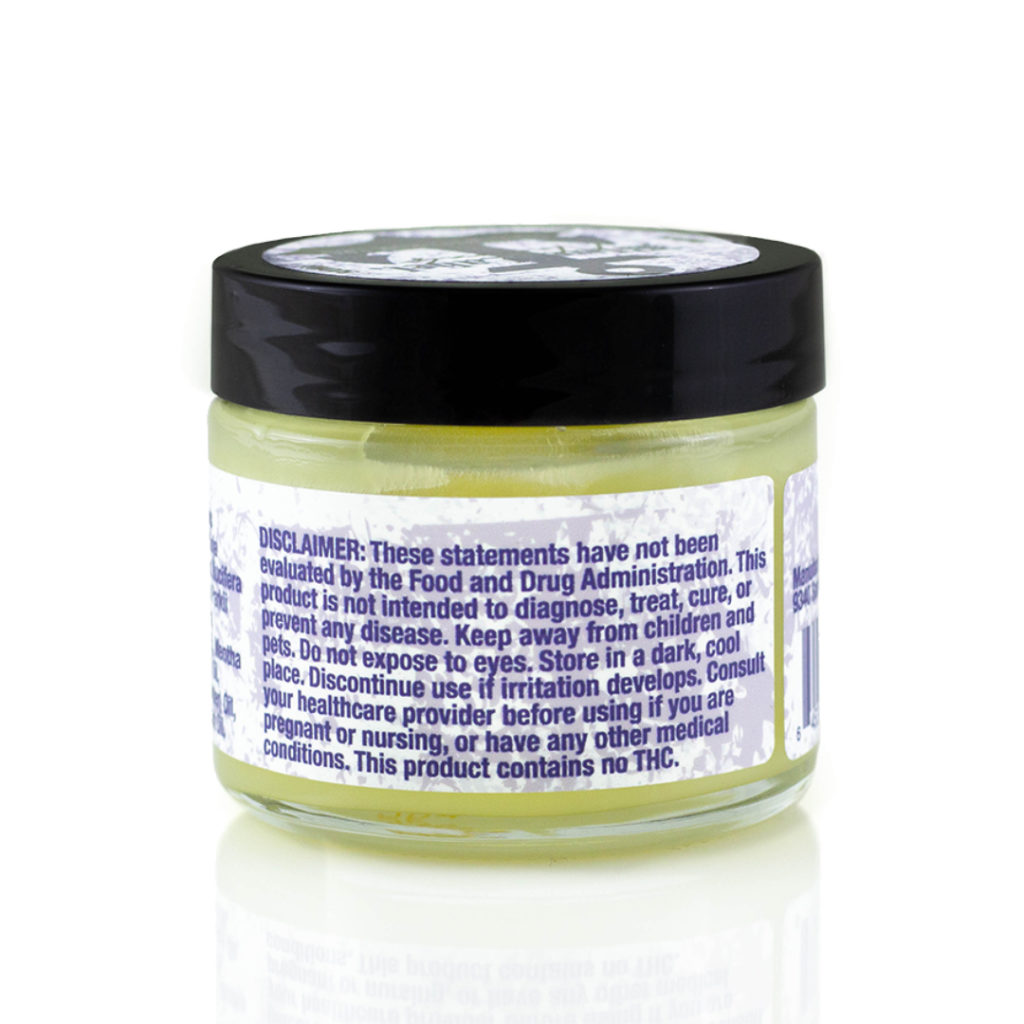 DISCLAIMER: These statements have not been
evaluated by the Food and Drug Administration. This
product is not intended to diagnose, treat, cure, or
prevent any disease. Keep away from children and
pets. Do not expose to eyes. Store in a dark, cool
place. Discontinue use if irritation develops. Consult
your healthcare provider before using if you are
pregnant or nursing, or have any other medical
conditions. This product contains no THC.
Mentha
Oil,
6